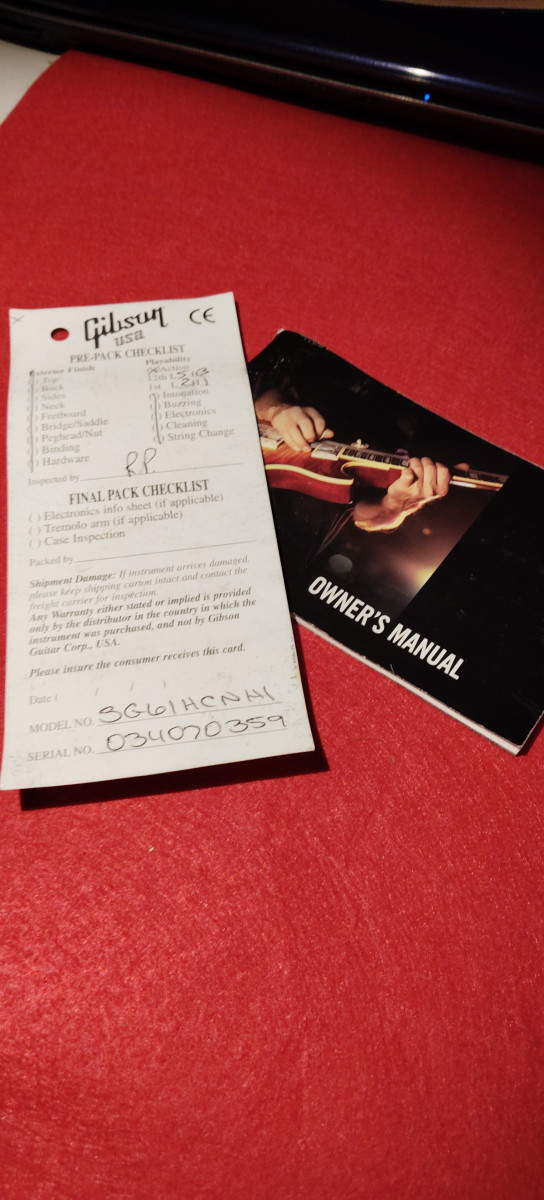 Gibson
usa
CE
PRE-PACK CHECKLIST
Exterior Finish
( ) Top
( ) Back
( ) Sides
( ) Neck
( ) Fretboard
( ) Bridge/Saddle
( ) Peghead/Nut
( ) Binding
( ) Hardware
Playability
Action
12th
1st
( ) Intonation
( ) Buzzing
( ) Electronics
( ) Cleaning
( ) String Change
Inspected by R.P.
FINAL PACK CHECKLIST
( ) Electronics info sheet (if applicable)
( ) Tremolo arm (if applicable)
( ) Case Inspection
Packed by
Shipment Damage: If instrument arrives damaged,
please keep shipping carton intact and contact the
freight carrier for inspection.
Any Warranty either stated or implied is provided
only by the distributor in the country in which the
instrument was purchased, and not by Gibson
Guitar Corp., USA.
Please insure the consumer receives this card.
Date ( / / )
MODEL NO. SG61HCNH1
SERIAL NO. 034070359
OWNER'S MANUAL